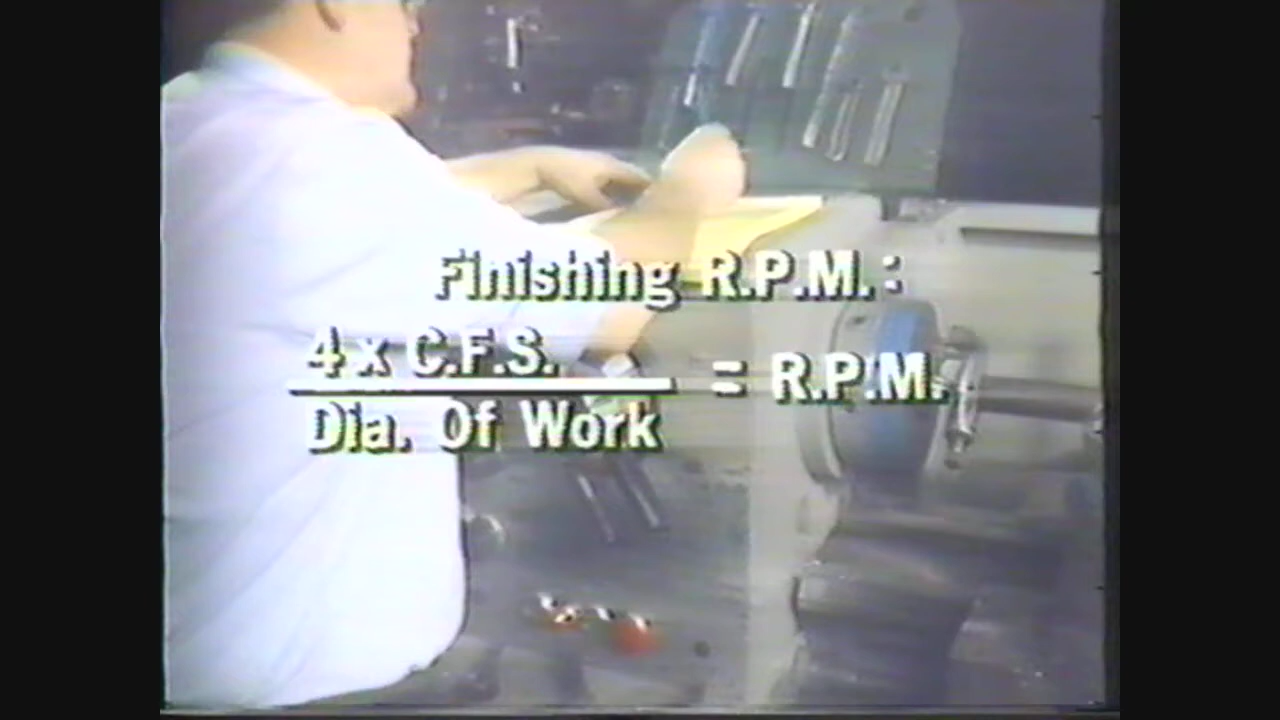 Finishing R.P.M.:
4 x C.F.S.
Dia. Of Work
= R.P.M.